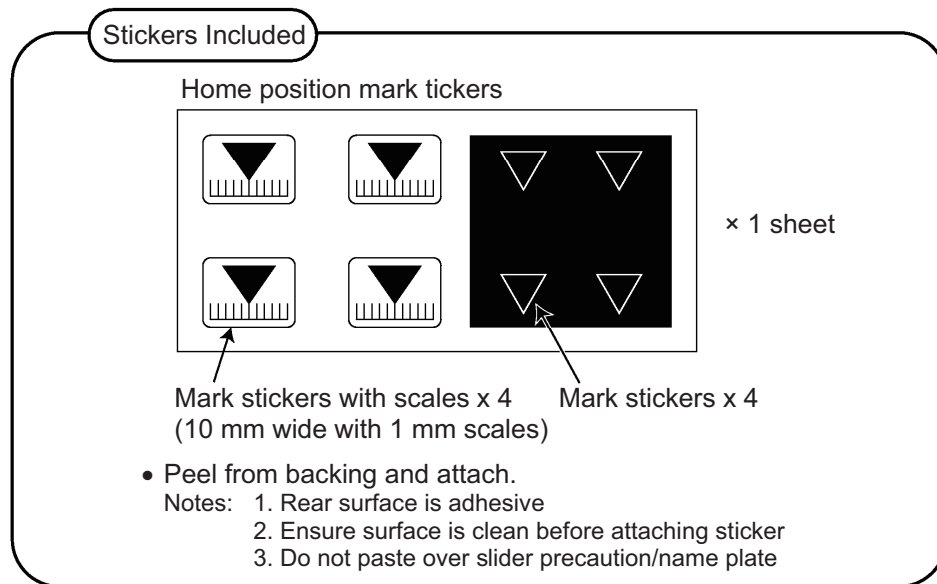 Stickers Included
Home position mark tickers
× 1 sheet
Mark stickers with scales x 4
(10 mm wide with 1 mm scales)
Mark stickers x 4
• Peel from backing and attach.
Notes: 1. Rear surface is adhesive
2. Ensure surface is clean before attaching sticker
3. Do not paste over slider precaution/name plate